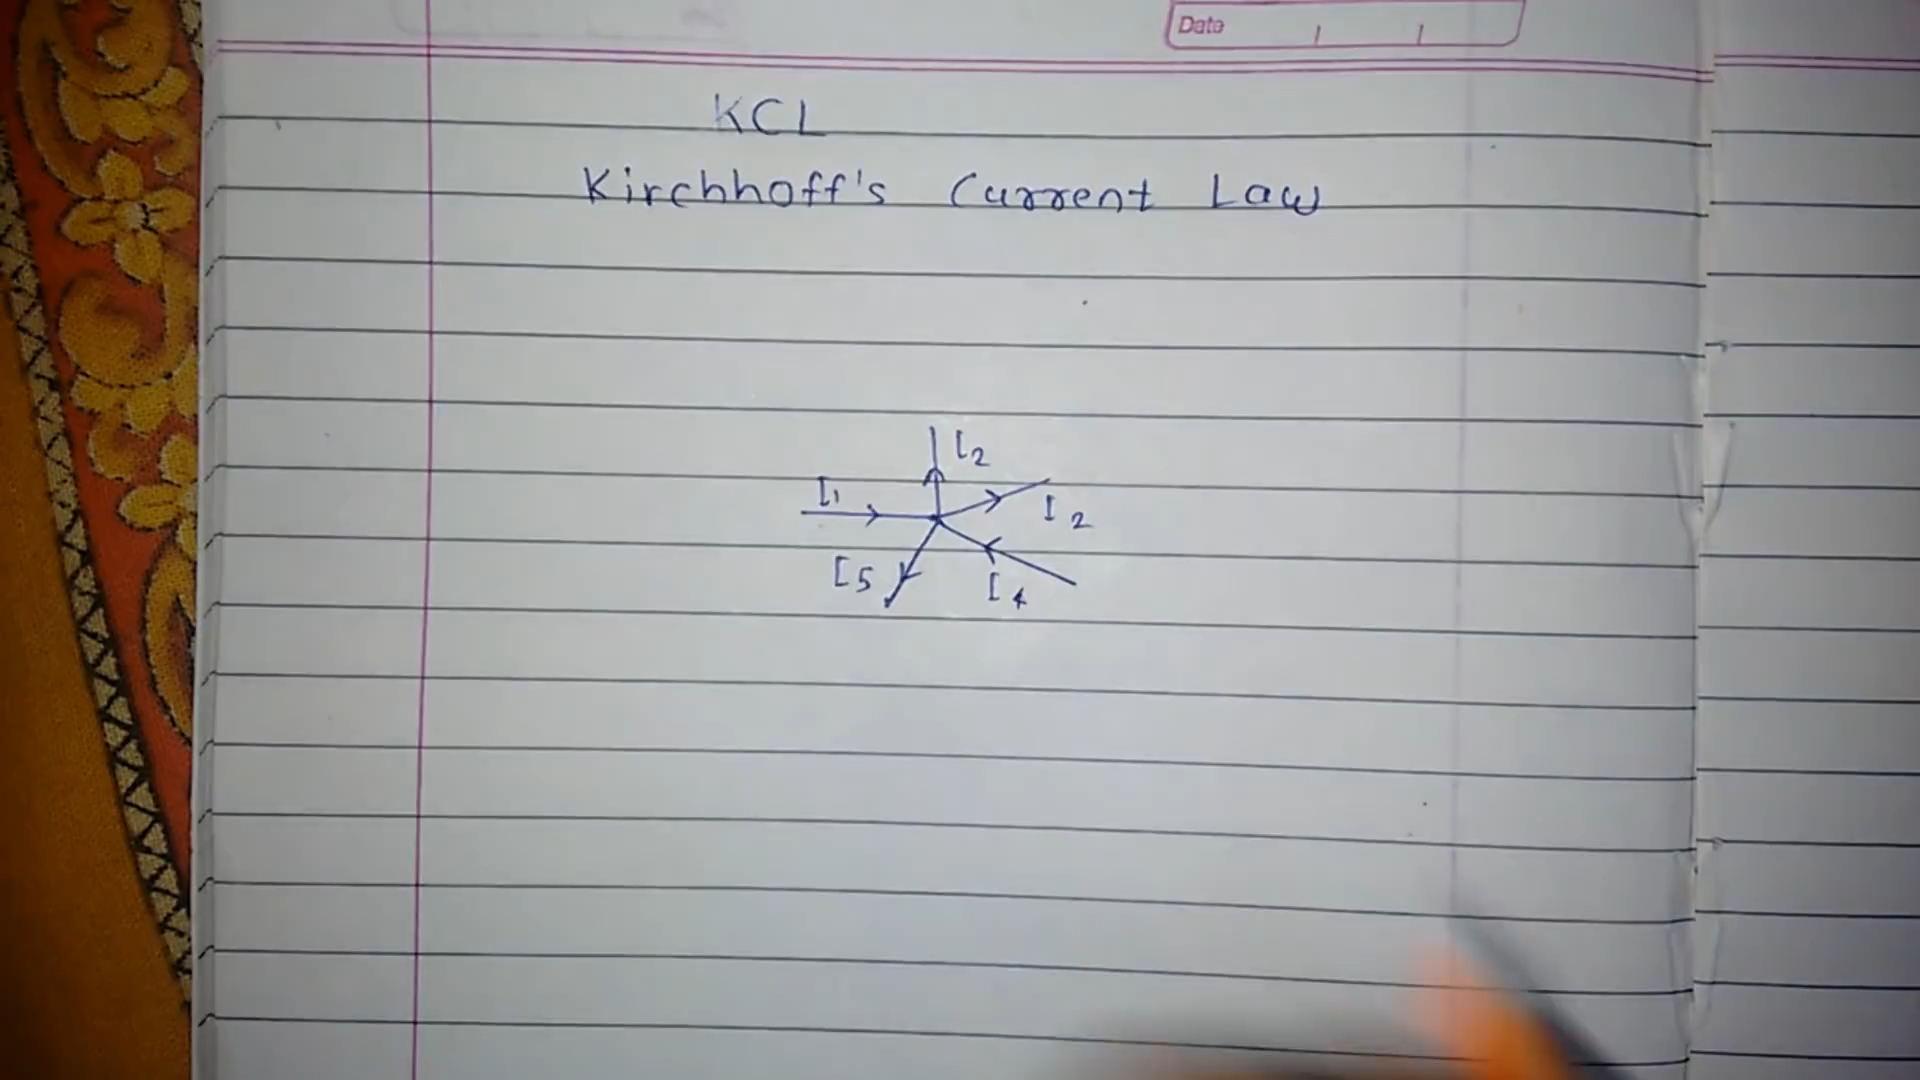 Date
KCL
Kirchhoff's Current Law
I2
I1
I2
I5
I4